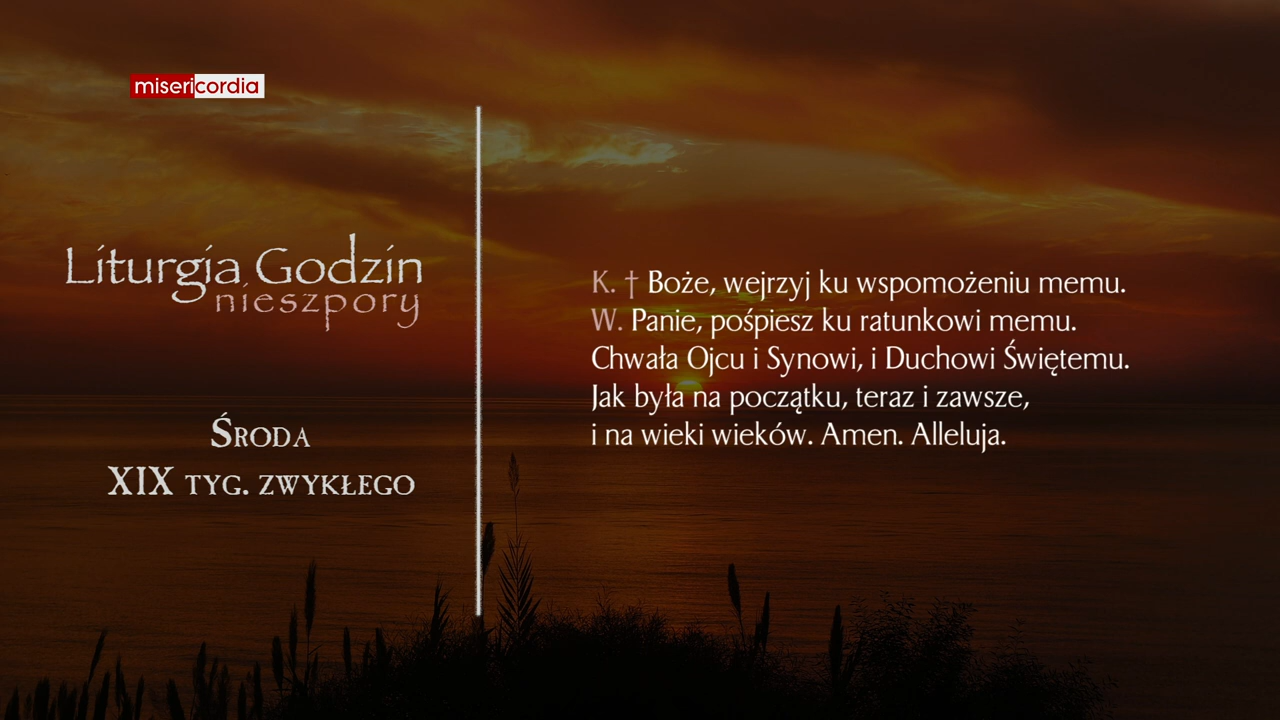 misericordia
Liturgia Godzin
nieszpory
Środa
XIX tyg. zwykłego
K. † Boże, wejrzyj ku wspomożeniu memu.
W. Panie, pośpiesz ku ratunkowi memu.
Chwała Ojcu i Synowi, i Duchowi Świętemu.
Jak była na początku, teraz i zawsze,
i na wieki wieków. Amen. Alleluja.